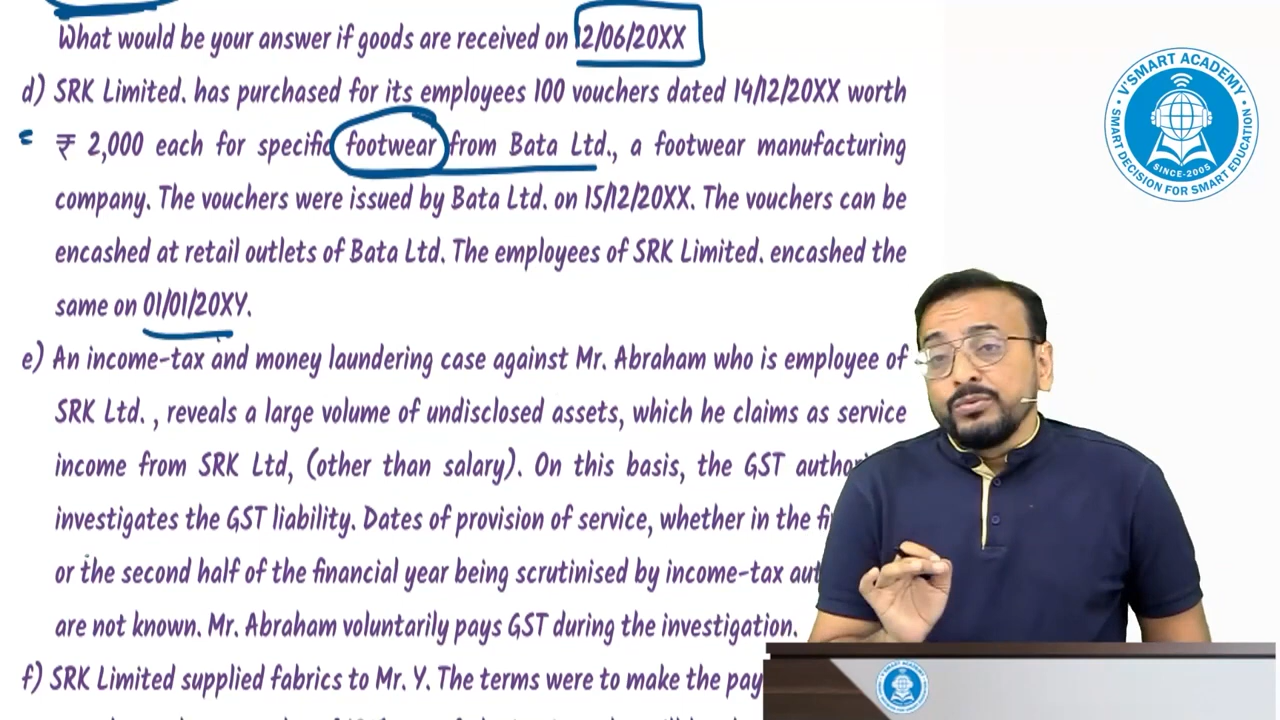 What would be your answer if goods are received on 12/06/20XX
d) SRK Limited. has purchased for its employees 100 vouchers dated 14/12/20XX worth
₹ 2,000 each for specific footwear from Bata Ltd., a footwear manufacturing
company. The vouchers were issued by Bata Ltd. on 15/12/20XX. The vouchers can be
encashed at retail outlets of Bata Ltd. The employees of SRK Limited. encashed the
same on 01/01/20XY.
e) An income-tax and money laundering case against Mr. Abraham who is employee of
SRK Ltd. , reveals a large volume of undisclosed assets, which he claims as service
income from SRK Ltd, (other than salary). On this basis, the GST
investigates the GST liability. Dates of provision of service, whether in the
or the second half of the financial year being scrutinised by income-tax
are not known. Mr. Abraham voluntarily pays GST during the investigation.
f) SRK Limited supplied fabrics to Mr. Y. The terms were to make the pay
V'SMART ACADEMY
SMART DECISION FOR SMART EDUCATION
SINCE-2005